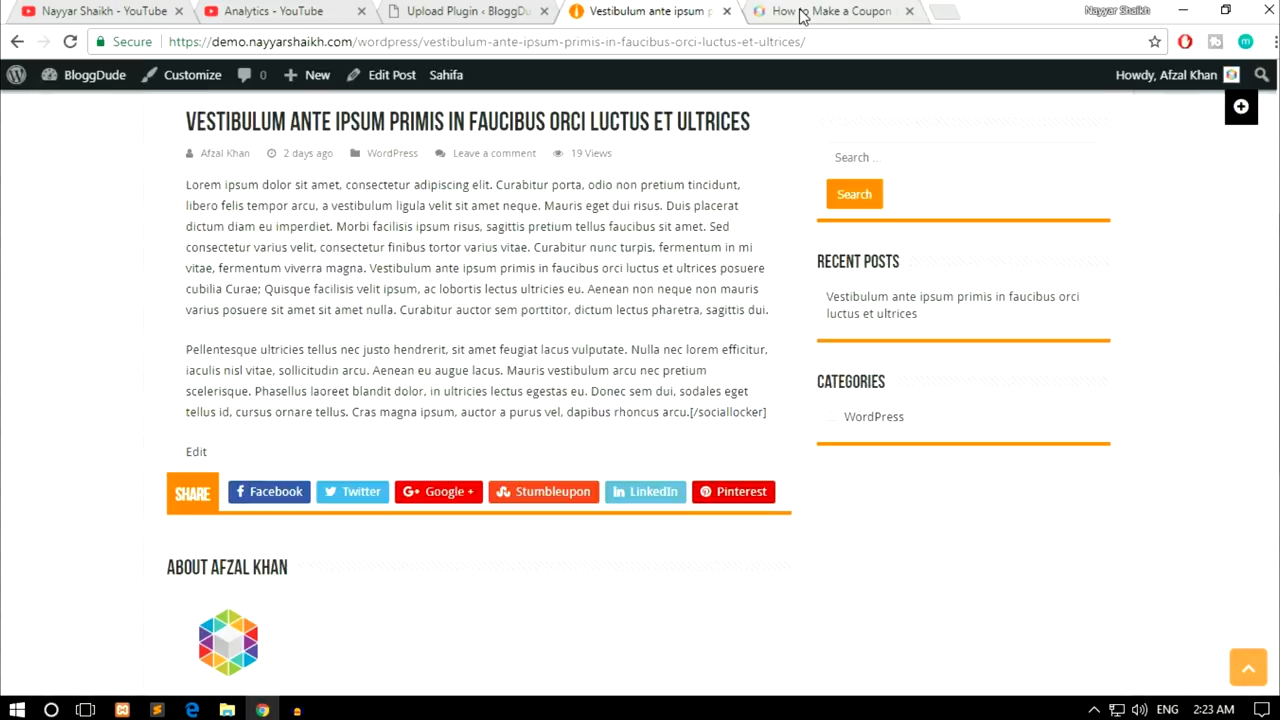 Nayyar Shaikh - YouTube
Analytics - YouTube
Upload Plugin ‹ BloggDu
Vestibulum ante ipsum p
How to Make a Coupon
Nayyar Shaikh
Secure
https://demo.nayyarshaikh.com/wordpress/vestibulum-ante-ipsum-primis-in-faucibus-orci-luctus-et-ultrices/
BloggDude
Customize
0
New
Edit Post
Sahifa
Howdy, Afzal Khan
VESTIBULUM ANTE IPSUM PRIMIS IN FAUCIBUS ORCI LUCTUS ET ULTRICES
Afzal Khan 2 days ago WordPress Leave a comment 19 Views
Lorem ipsum dolor sit amet, consectetur adipiscing elit. Curabitur porta, odio non pretium tincidunt,
libero felis tempor arcu, a vestibulum ligula velit sit amet neque. Mauris eget dui risus. Duis placerat
dictum diam eu imperdiet. Morbi facilisis ipsum risus, sagittis pretium tellus faucibus sit amet. Sed
consectetur varius velit, consectetur finibus tortor varius vitae. Curabitur nunc turpis, fermentum in mi
vitae, fermentum viverra magna. Vestibulum ante ipsum primis in faucibus orci luctus et ultrices posuere
cubilia Curae; Quisque facilisis velit ipsum, ac lobortis lectus ultricies eu. Aenean non neque non mauris
varius posuere sit amet sit amet nulla. Curabitur auctor sem porttitor, dictum lectus pharetra, sagittis dui.
Pellentesque ultricies tellus nec justo hendrerit, sit amet feugiat lacus vulputate. Nulla nec lorem efficitur,
iaculis nisl vitae, sollicitudin arcu. Aenean eu augue lacus. Mauris vestibulum arcu nec pretium
scelerisque. Phasellus laoreet blandit dolor, in ultricies lectus egestas eu. Donec sem dui, sodales eget
tellus id, cursus ornare tellus. Cras magna ipsum, auctor a purus vel, dapibus rhoncus arcu.[/sociallocker]
Edit
SHARE
Facebook
Twitter
Google +
Stumbleupon
LinkedIn
Pinterest
ABOUT AFZAL KHAN
Search ...
Search
RECENT POSTS
Vestibulum ante ipsum primis in faucibus orci
luctus et ultrices
CATEGORIES
WordPress
ENG
2:23 AM